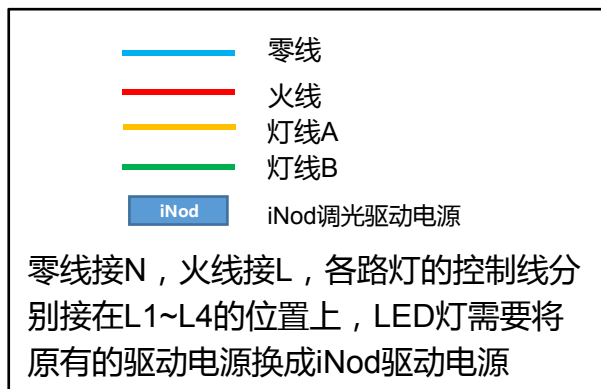 零线
火线
灯线A
灯线B
iNod
iNod调光驱动电源
零线接N，火线接L，各路灯的控制线分
别接在L1~L4的位置上，LED灯需要将
原有的驱动电源换成iNod驱动电源